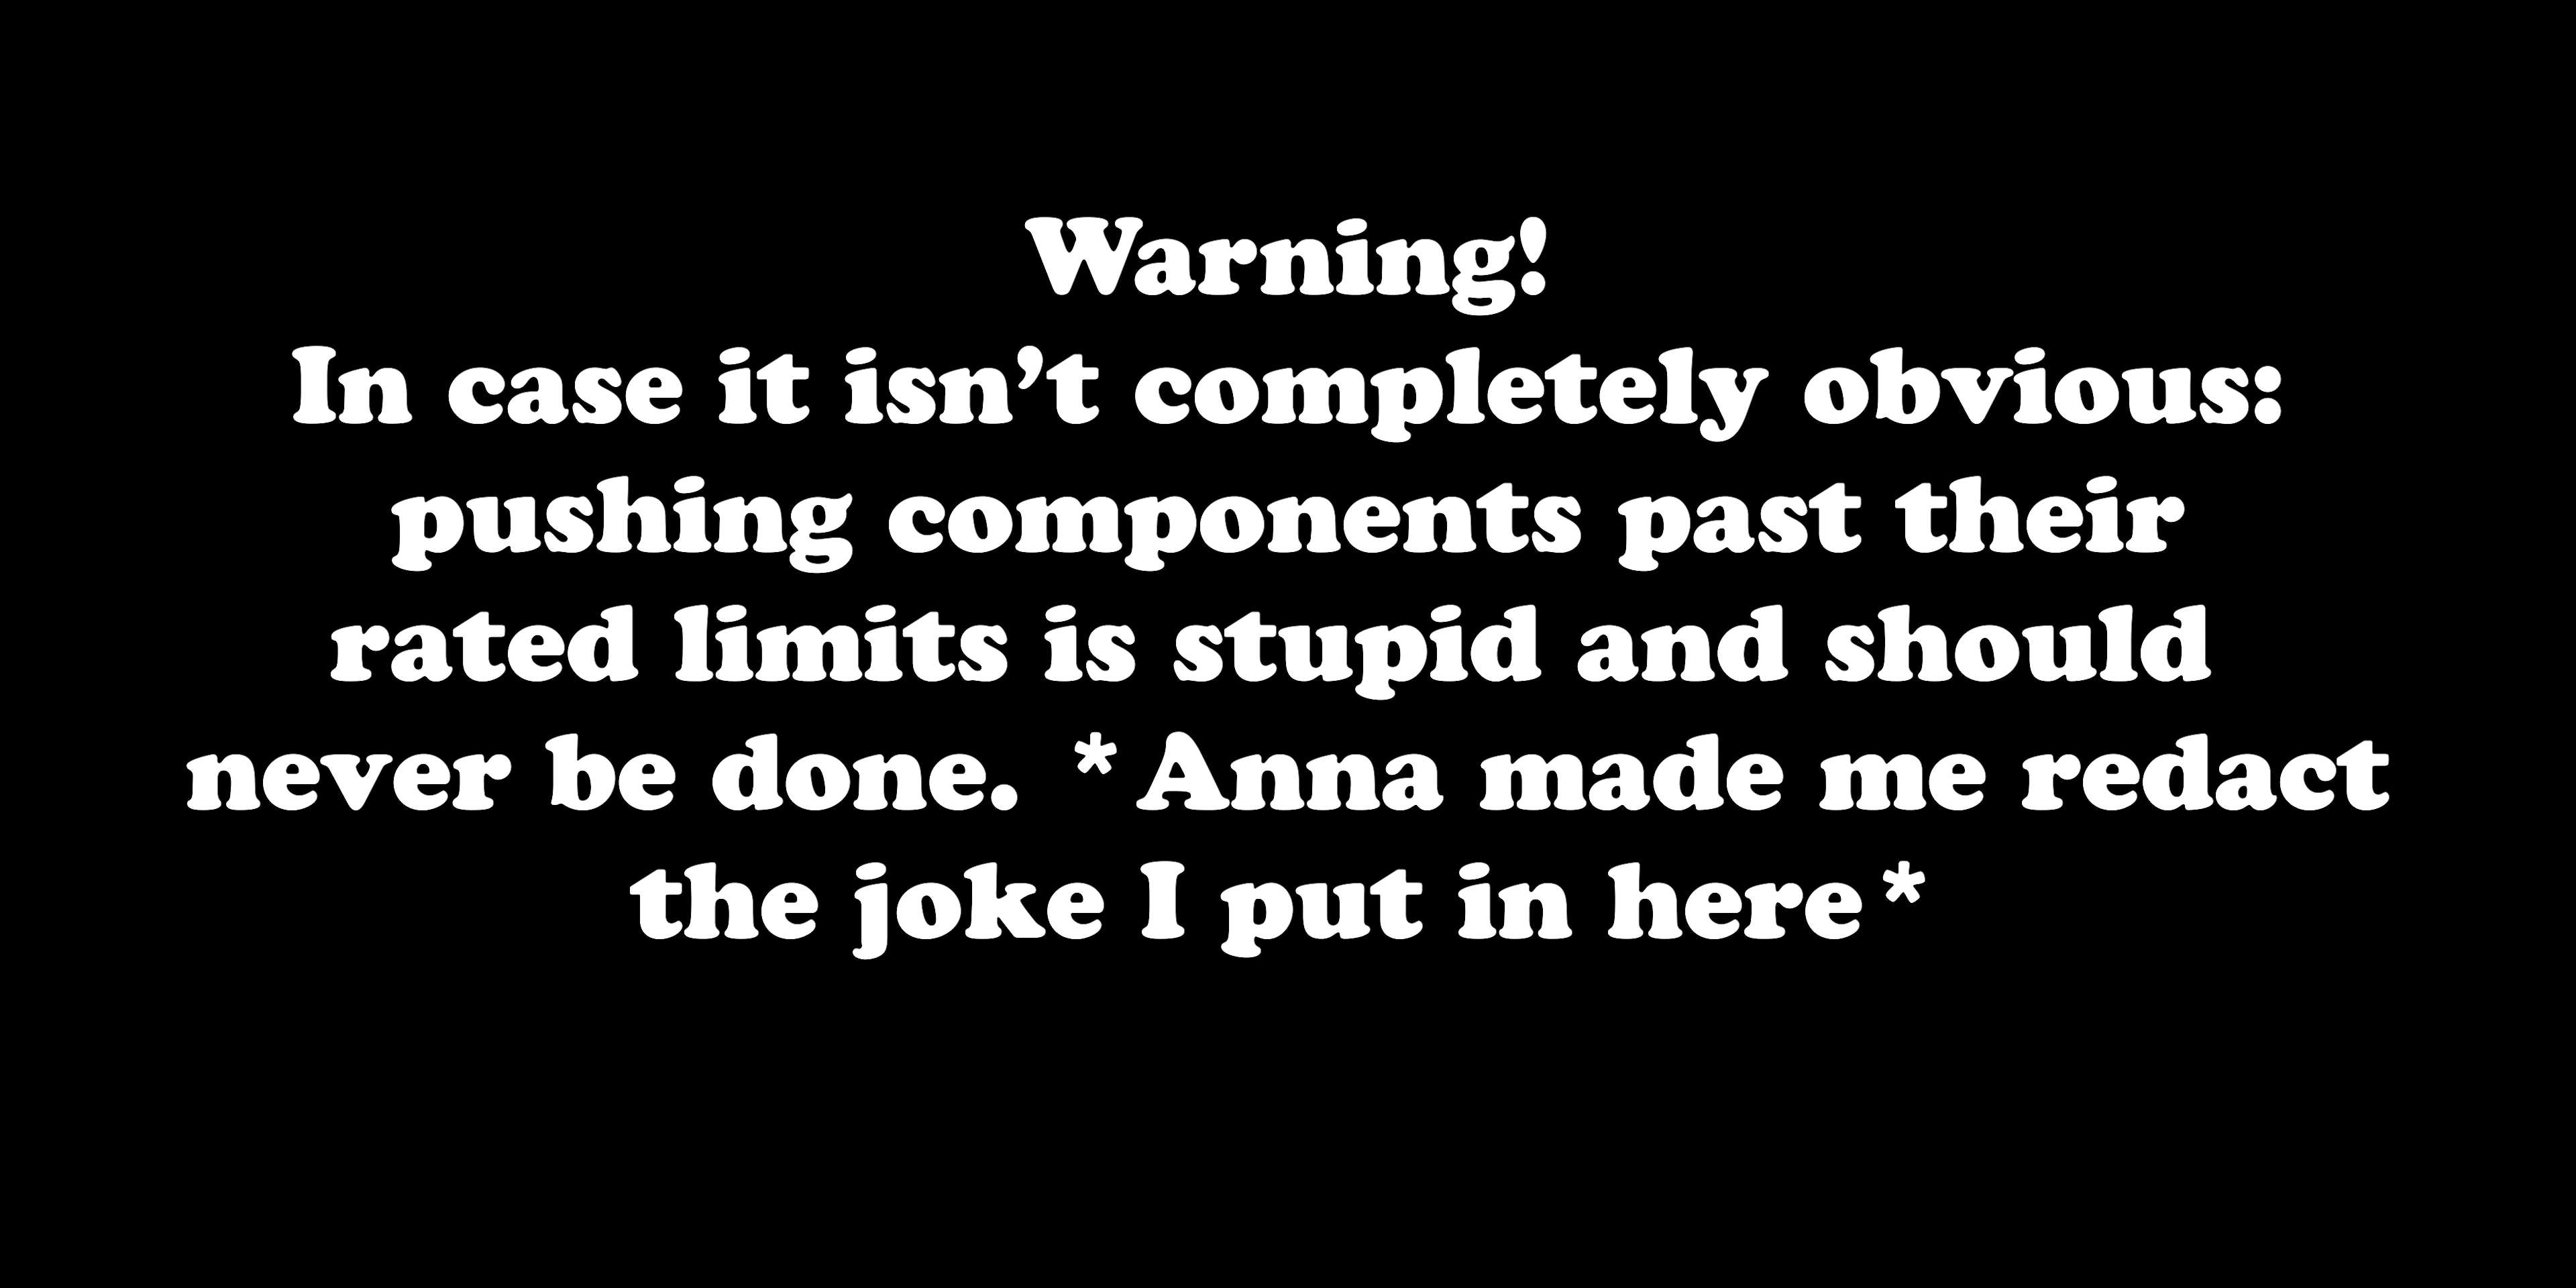 Warning!
In case it isn’t completely obvious:
pushing components past their
rated limits is stupid and should
never be done. *Anna made me redact
the joke I put in here*